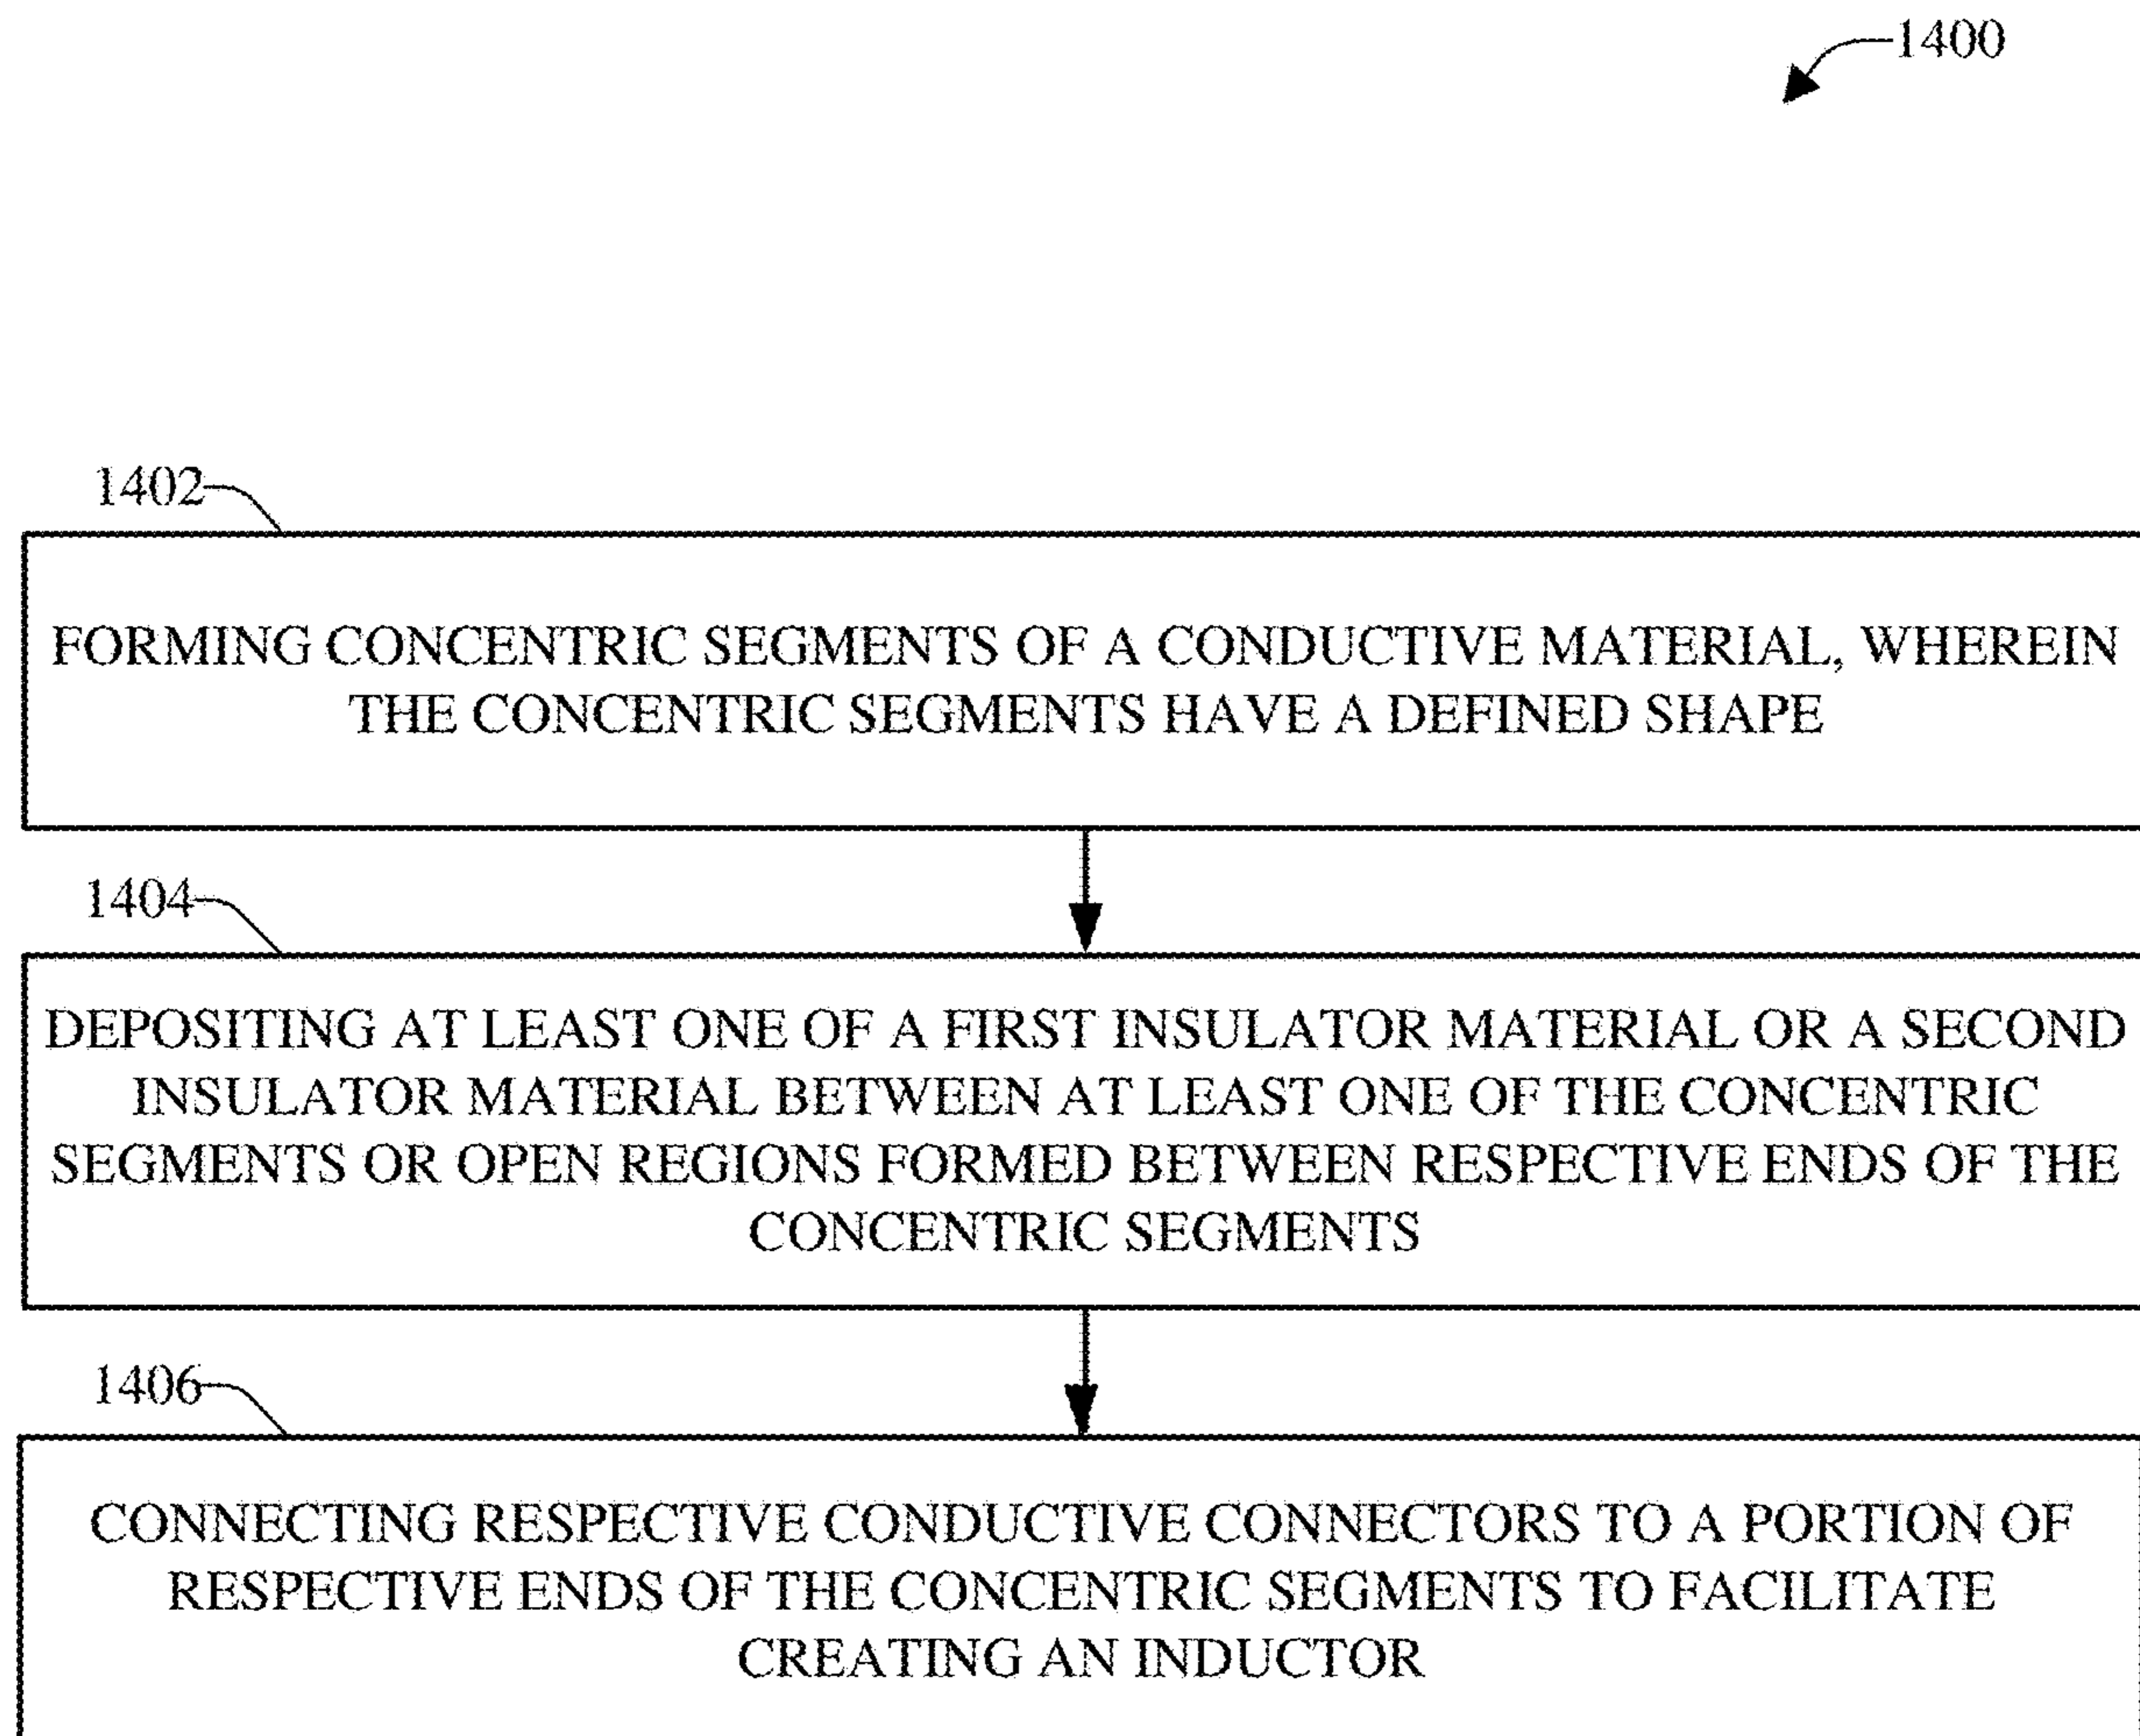 1400
1402
FORMING CONCENTRIC SEGMENTS OF A CONDUCTIVE MATERIAL, WHEREIN
THE CONCENTRIC SEGMENTS HAVE A DEFINED SHAPE
1404
DEPOSITING AT LEAST ONE OF A FIRST INSULATOR MATERIAL OR A SECOND
INSULATOR MATERIAL BETWEEN AT LEAST ONE OF THE CONCENTRIC
SEGMENTS OR OPEN REGIONS FORMED BETWEEN RESPECTIVE ENDS OF THE
CONCENTRIC SEGMENTS
1406
CONNECTING RESPECTIVE CONDUCTIVE CONNECTORS TO A PORTION OF
RESPECTIVE ENDS OF THE CONCENTRIC SEGMENTS TO FACILITATE
CREATING AN INDUCTOR